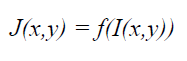 J(x,y) = f(I(x,y))